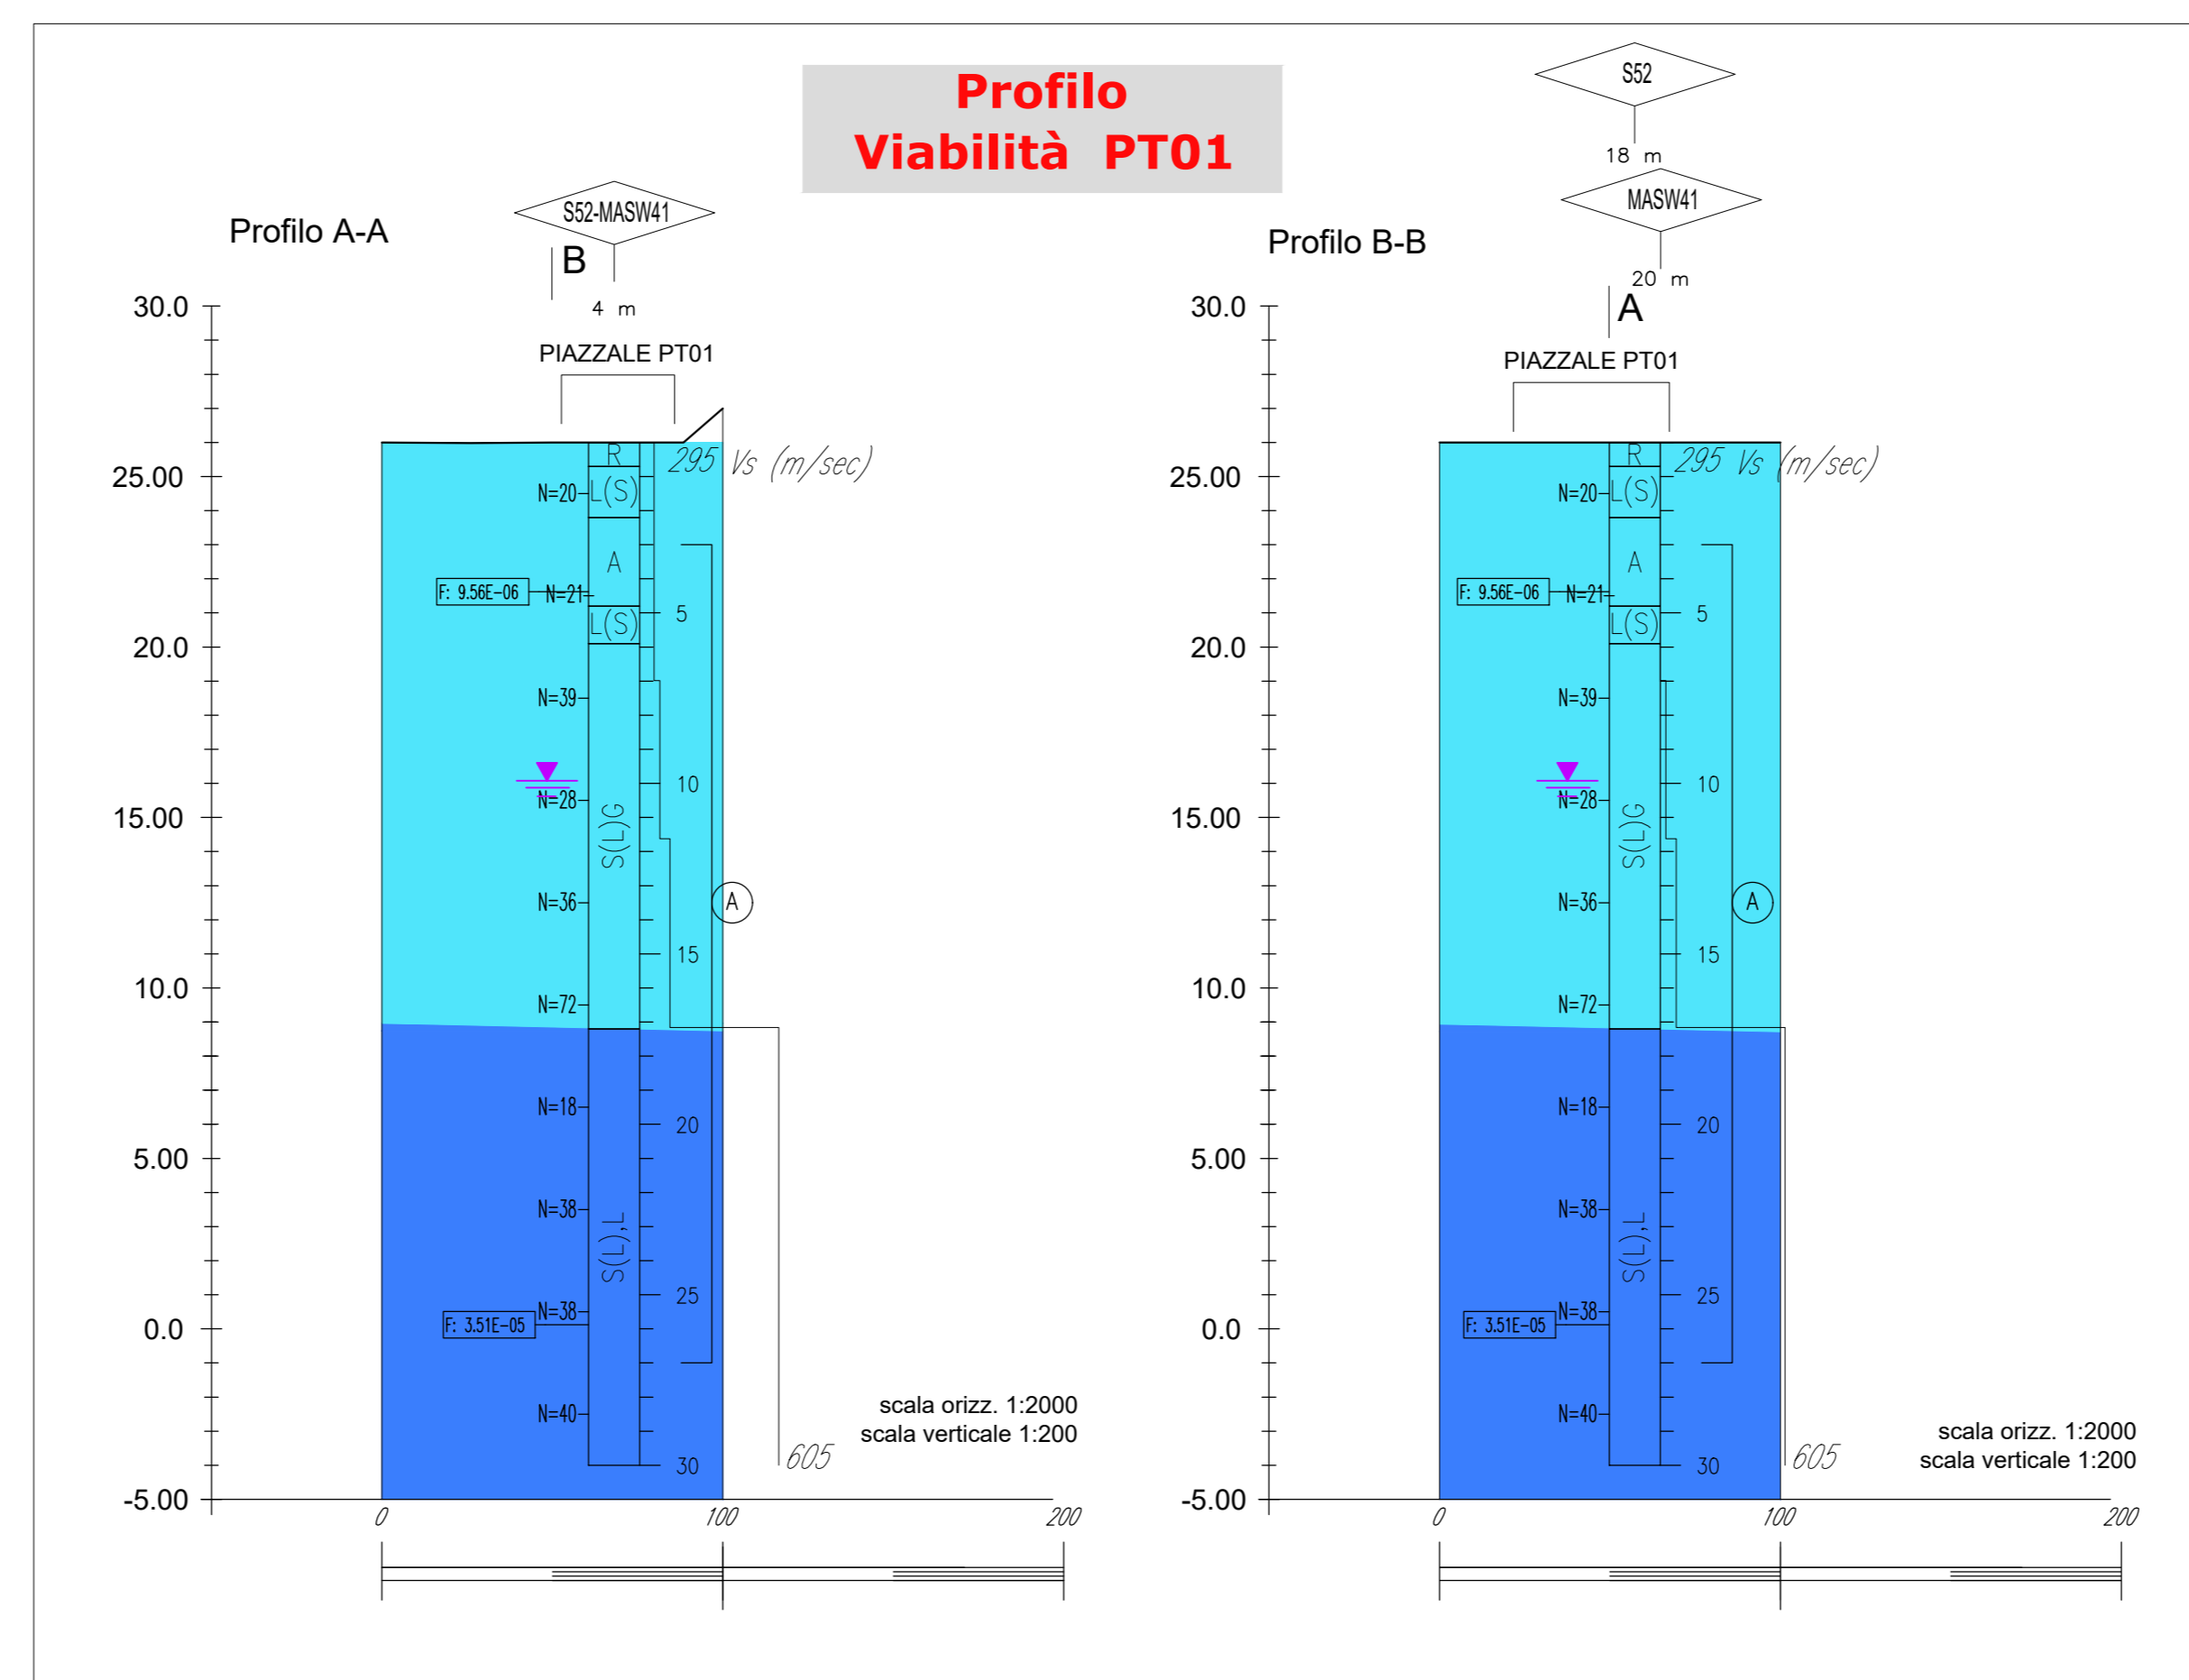 Profilo
Viabilità PT01
Profilo A-A
S52-MASW41
B
4 m
PIAZZALE PT01
30.0
25.00
20.0
15.00
10.0
5.00
0.0
-5.00
R
L(S)
A
L(S)
S(L)G
S(L),L
N=20
N=21
N=39
N=28
N=36
N=72
N=18
N=38
N=38
N=40
F: 9.56E-06
F: 3.51E-05
295 Vs (m/sec)
5
10
15
20
25
30
A
605
scala orizz. 1:2000
scala verticale 1:200
0
100
200
Profilo B-B
S52
18 m
MASW41
20 m
A
PIAZZALE PT01
30.0
25.00
20.0
15.00
10.0
5.00
0.0
-5.00
R
L(S)
A
L(S)
S(L)G
S(L),L
N=20
N=21
N=39
N=28
N=36
N=72
N=18
N=38
N=38
N=40
F: 9.56E-06
F: 3.51E-05
295 Vs (m/sec)
5
10
15
20
25
30
A
605
scala orizz. 1:2000
scala verticale 1:200
0
100
200